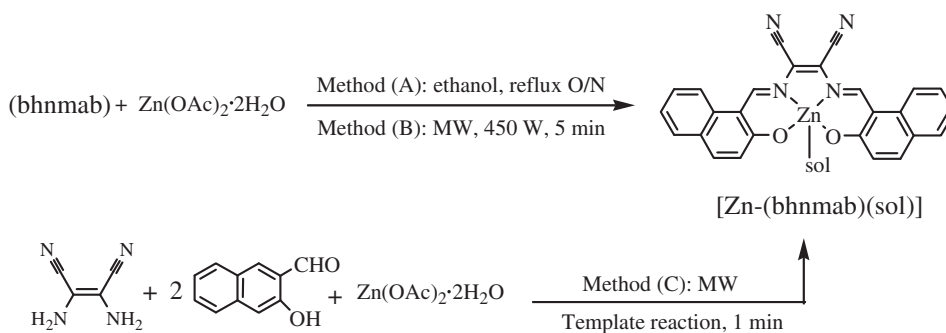 N N
Method (A): ethanol, reflux O/N
(bhnmab) + Zn(OAc)₂·2H₂O
Method (B): MW, 450 W, 5 min
N N
Zn
O O
sol
[Zn-(bhnmab)(sol)]
N N
H₂N NH₂
+ 2
CHO
OH
+ Zn(OAc)₂·2H₂O
Method (C): MW
Template reaction, 1 min